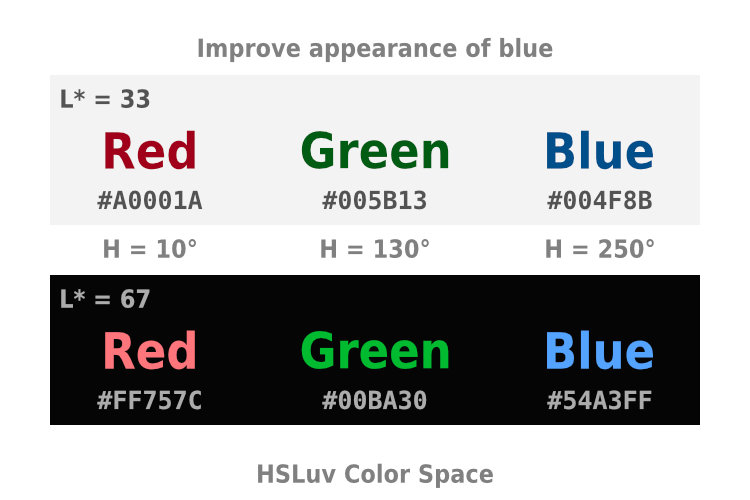 Improve appearance of blue
L* = 33
Red Green Blue
#A0001A #005B13 #004F8B
H = 10° H = 130° H = 250°
L* = 67
Red Green Blue
#FF757C #00BA30 #54A3FF
HSLuv Color Space